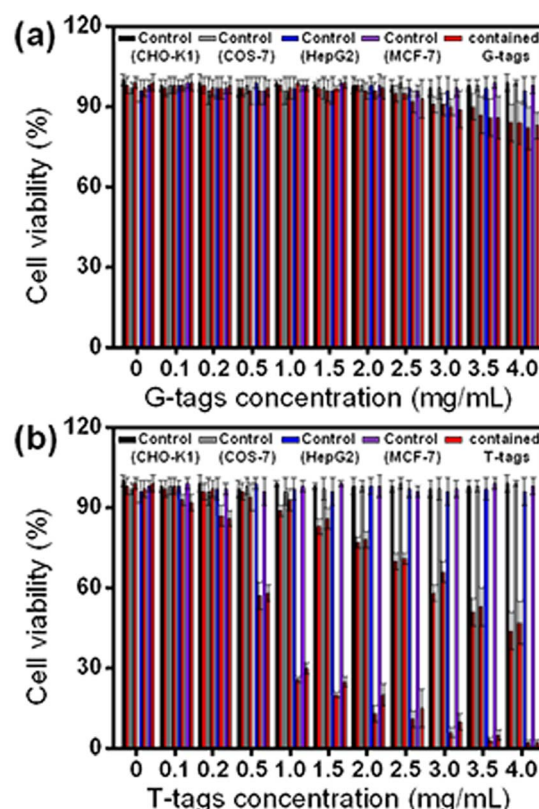 (a)
Control Control Control Control contained
(CHO-K1) (COS-7) (HepG2) (MCF-7) G-tags
120
90
60
30
0
Cell viability (%)
0 0.1 0.2 0.5 1.0 1.5 2.0 2.5 3.0 3.5 4.0
G-tags concentration (mg/mL)
(b)
Control Control Control Control contained
(CHO-K1) (COS-7) (HepG2) (MCF-7) T-tags
120
90
60
30
0
Cell viability (%)
0 0.1 0.2 0.5 1.0 1.5 2.0 2.5 3.0 3.5 4.0
T-tags concentration (mg/mL)